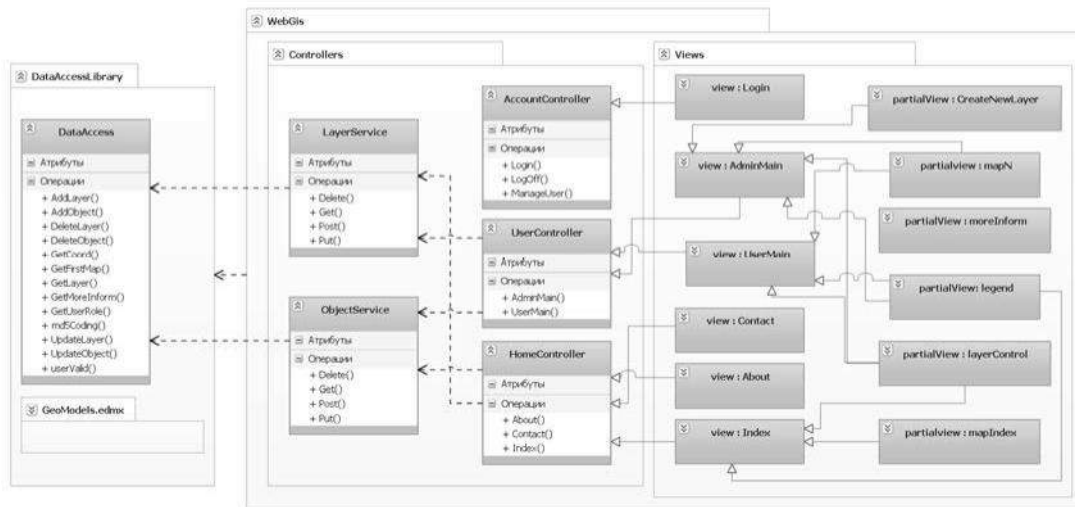 WebGis
DataAccessLibrary
DataAccess
Атрибуты
Операции
+ AddLayer()
+ AddObject()
+ DeleteLayer()
+ DeleteObject()
+ GetCoord()
+ GetFirstMap()
+ GetLayer()
+ GetMoreInform()
+ GetUserRole()
+ md5Coding()
+ UpdateLayer()
+ UpdateObject()
+ userValid()
GeoModels.edmx
Controllers
LayerService
Атрибуты
Операции
+ Delete()
+ Get()
+ Post()
+ Put()
ObjectService
Атрибуты
Операции
+ Delete()
+ Get()
+ Post()
+ Put()
AccountController
Атрибуты
Операции
+ Login()
+ LogOff()
+ ManageUser()
UserController
Атрибуты
Операции
+ AdminMain()
+ UserMain()
HomeController
Атрибуты
Операции
+ About()
+ Contact()
+ Index()
Views
view : Login
view : AdminMain
view : UserMain
view : Contact
view : About
view : Index
partialView : CreateNewLayer
partialview : mapN
partialView : moreInform
partialView: legend
partialView : layerControl
partialview : mapIndex